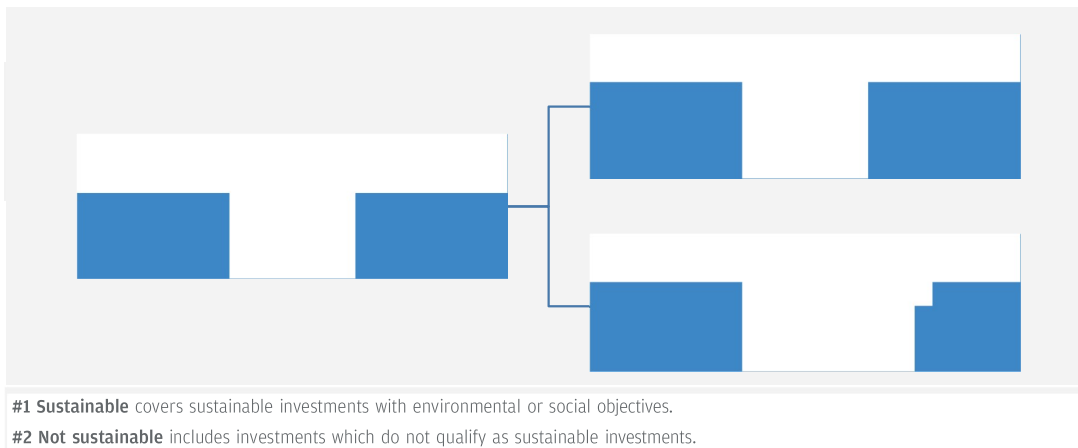 #1 Sustainable covers sustainable investments with environmental or social objectives.
#2 Not sustainable includes investments which do not qualify as sustainable investments.